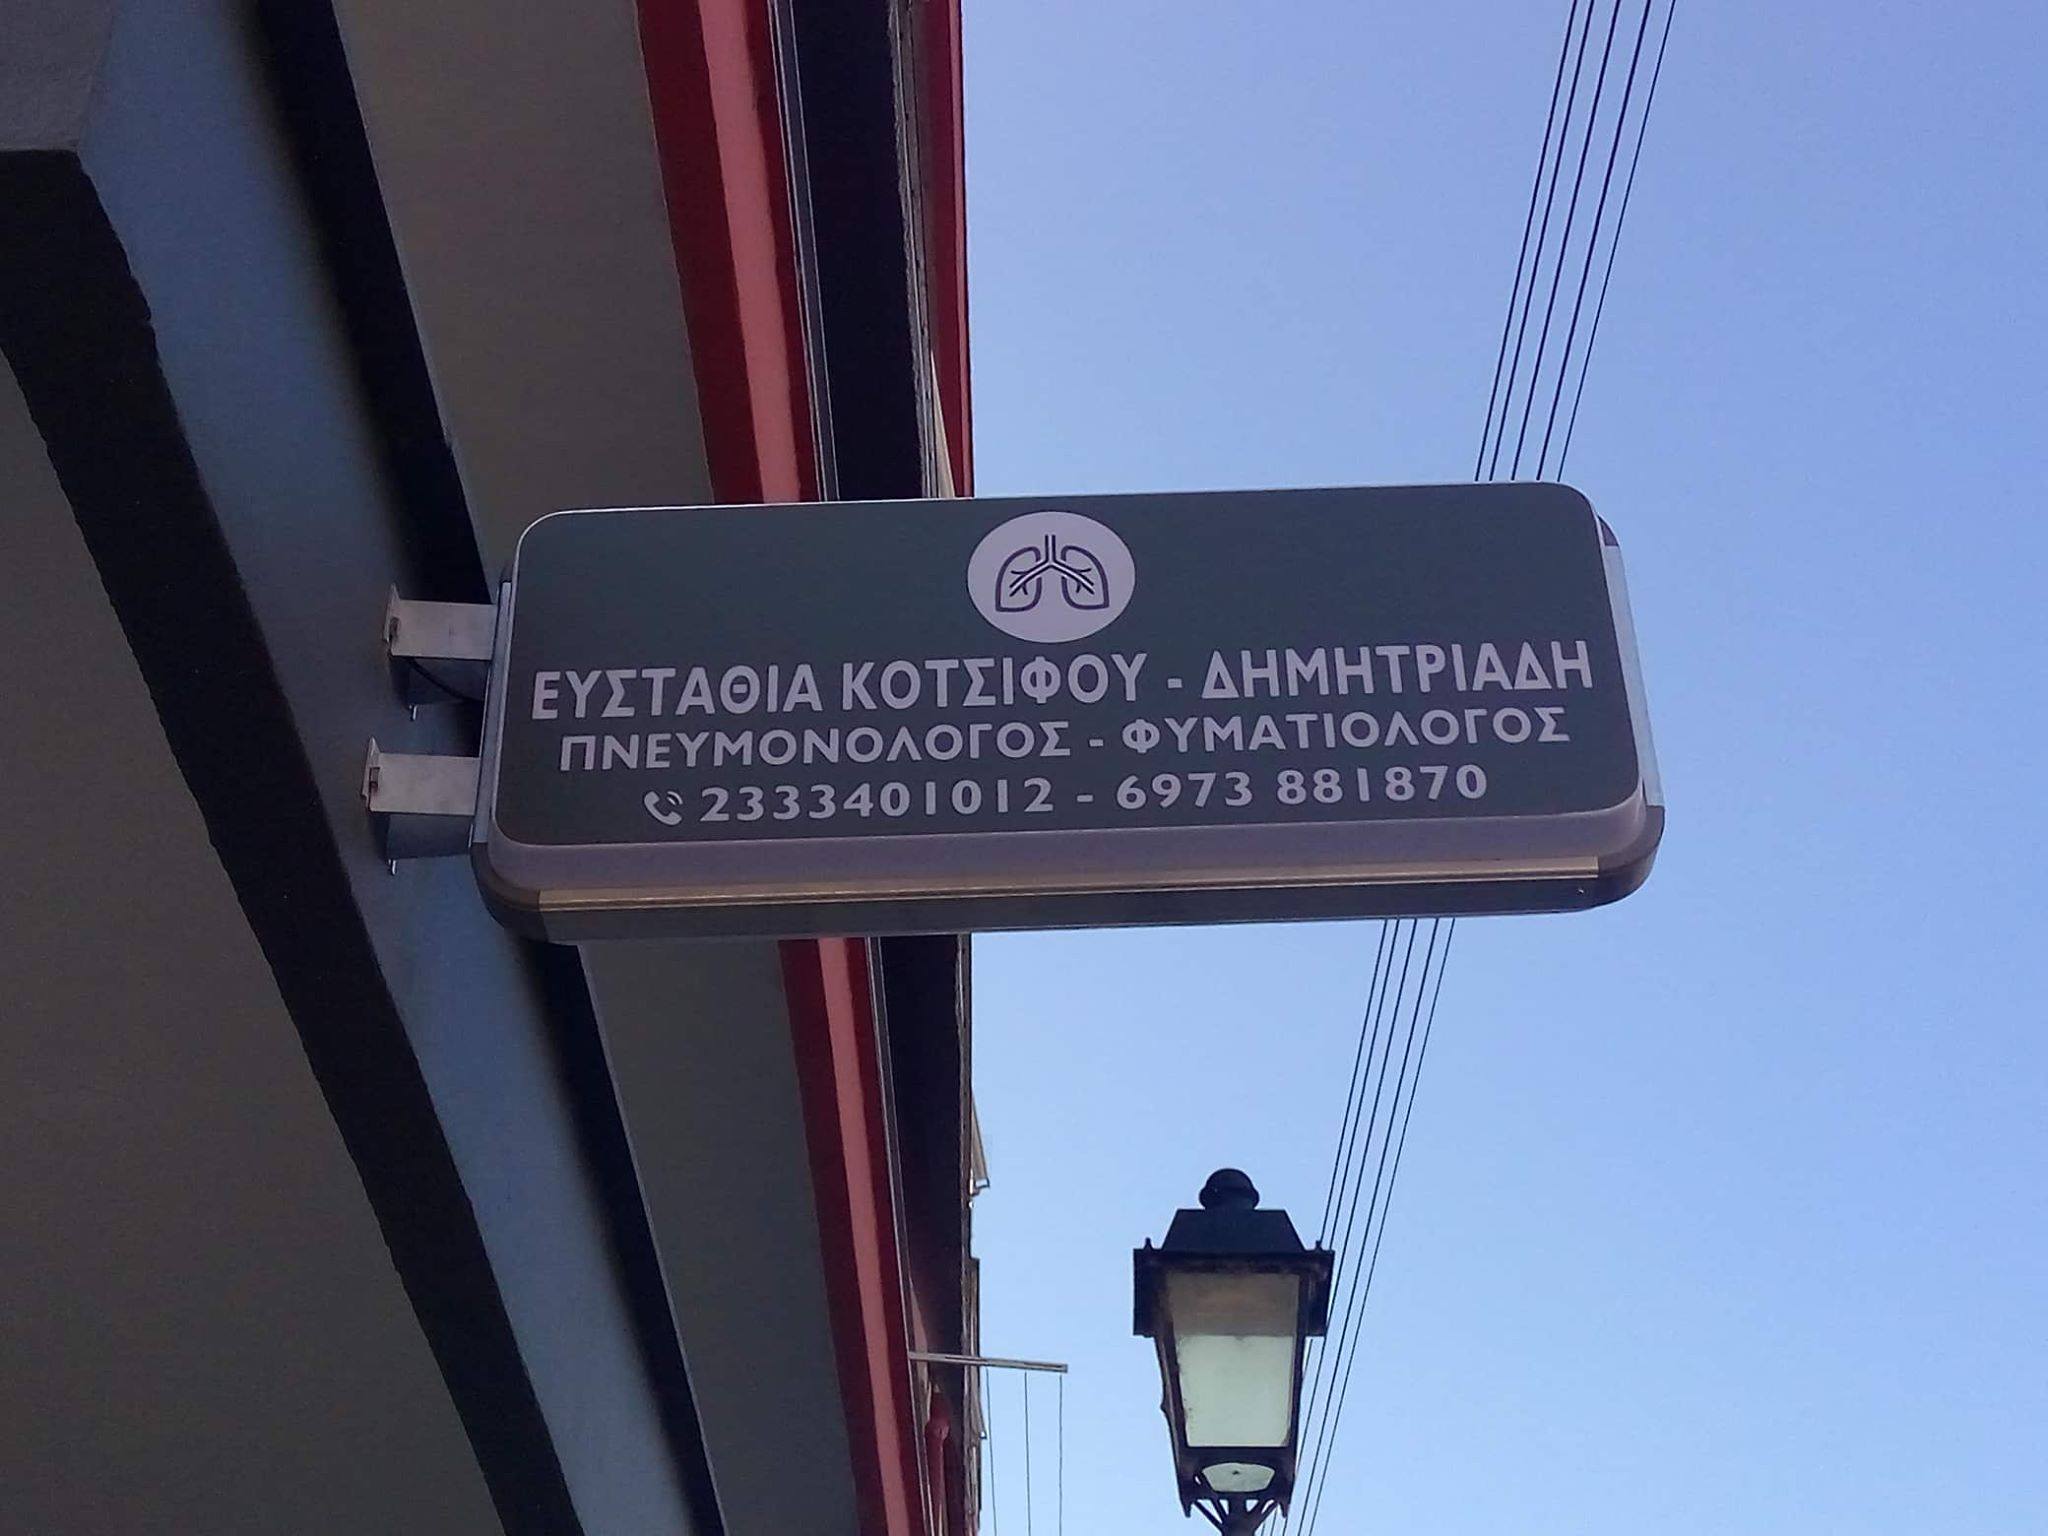 ΕΥΣΤΑΘΙΑ ΚΟΤΣΙΦΟΥ - ΔΗΜΗΤΡΙΑΔΗ
ΠΝΕΥΜΟΝΟΛΟΓΟΣ - ΦΥΜΑΤΙΟΛΟΓΟΣ
2333401012 - 6973 881870